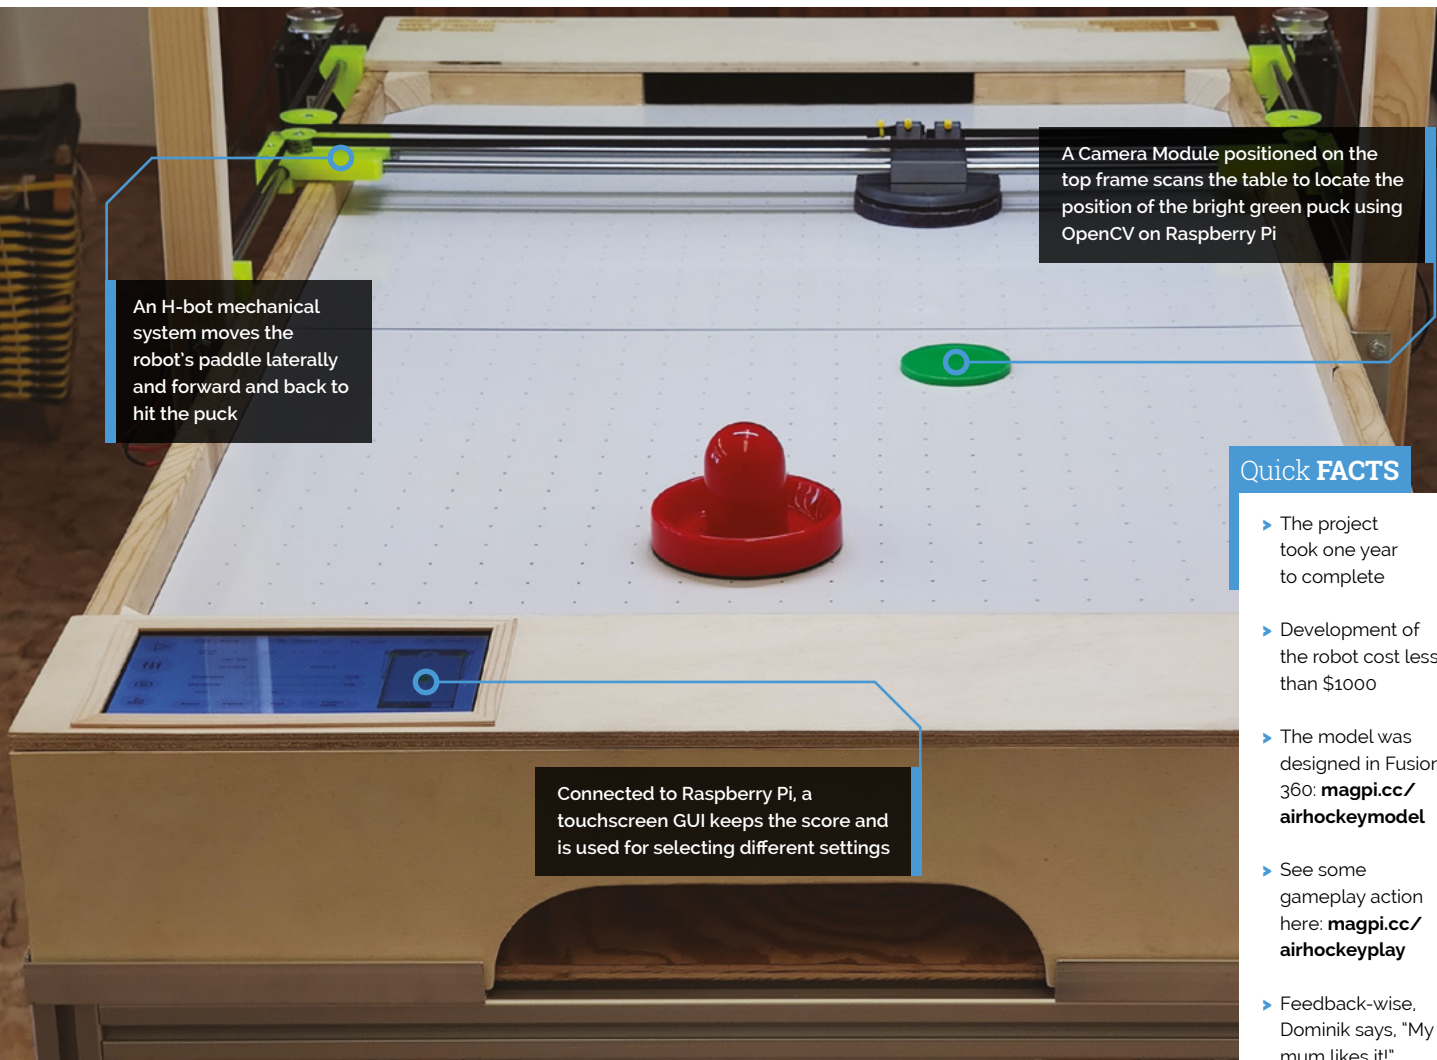 A Camera Module positioned on the
top frame scans the table to locate the
position of the bright green puck using
OpenCV on Raspberry Pi
An H-bot mechanical
system moves the
robot's paddle laterally
and forward and back to
hit the puck
Connected to Raspberry Pi, a
touchscreen GUI keeps the score and
is used for selecting different settings
Quick FACTS
> The project
took one year
to complete
> Development of
the robot cost less
than $1000
> The model was
designed in Fusion
360: magpi.cc/
airhockeymodel
> See some
gameplay action
here: magpi.cc/
airhockeyplay
> Feedback-wise,
Dominik says, “My
mum likes it!”